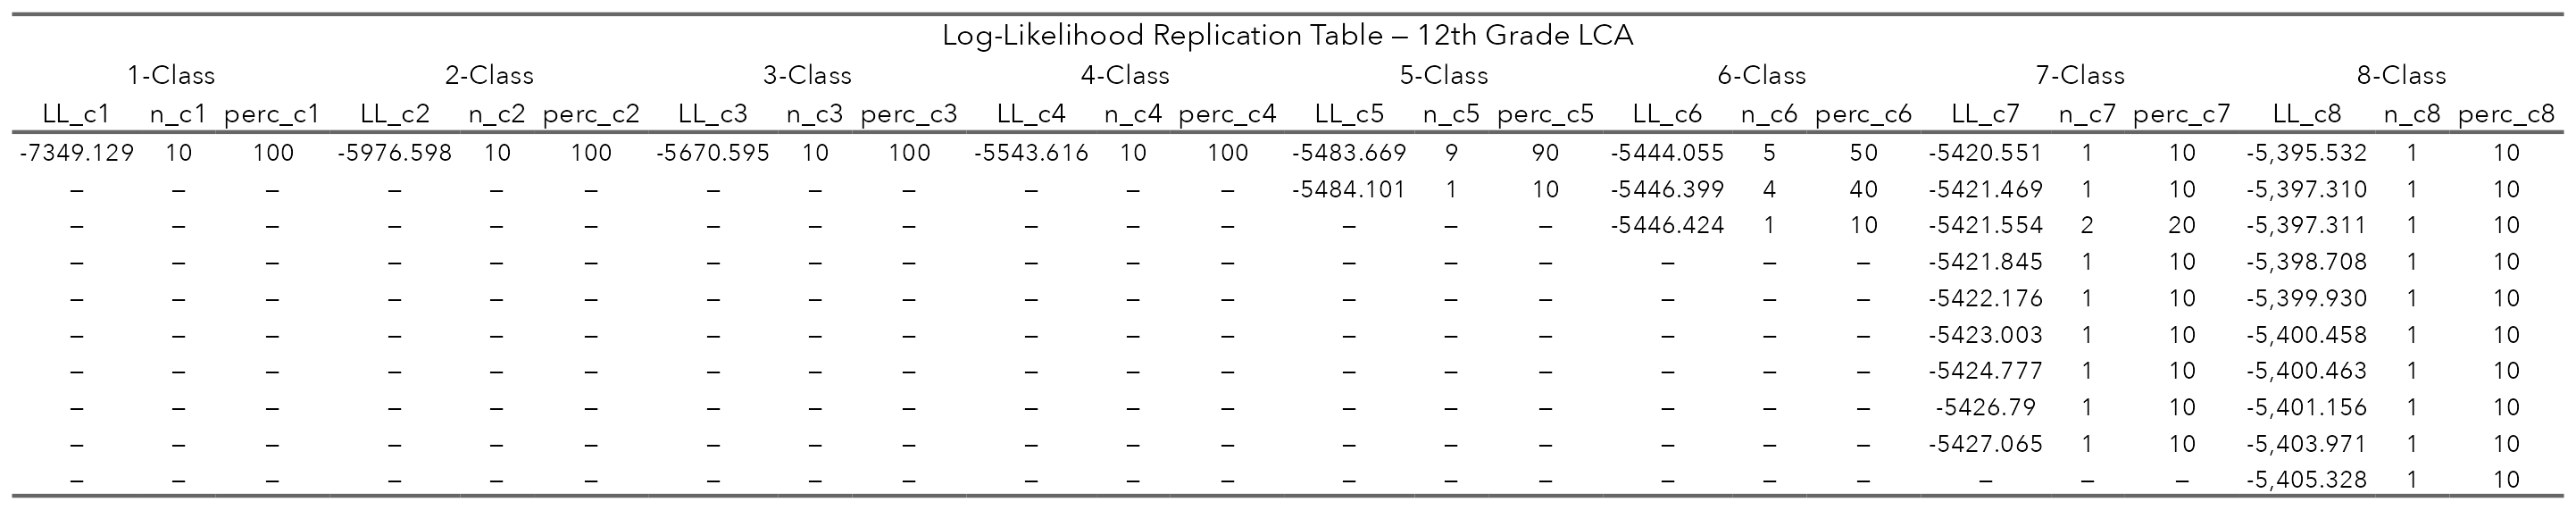 Log-Likelihood Replication Table – 12th Grade LCA
1-Class 2-Class 3-Class 4-Class 5-Class 6-Class 7-Class 8-Class
LL_c1 n_c1 perc_c1 LL_c2 n_c2 perc_c2 LL_c3 n_c3 perc_c3 LL_c4 n_c4 perc_c4 LL_c5 n_c5 perc_c5 LL_c6 n_c6 perc_c6 LL_c7 n_c7 perc_c7 LL_c8 n_c8 perc_c8
-7349.129 10 100 -5976.598 10 100 -5670.595 10 100 -5543.616 10 100 -5483.669 9 90 -5444.055 5 50 -5420.551 1 10 -5,395.532 1 10
– – – – – – – – – – – – -5484.101 1 10 -5446.399 4 40 -5421.469 1 10 -5,397.310 1 10
– – – – – – – – – – – – – – – -5446.424 1 10 -5421.554 2 20 -5,397.311 1 10
– – – – – – – – – – – – – – – – – – -5421.845 1 10 -5,398.708 1 10
– – – – – – – – – – – – – – – – – – -5422.176 1 10 -5,399.930 1 10
– – – – – – – – – – – – – – – – – – -5423.003 1 10 -5,400.458 1 10
– – – – – – – – – – – – – – – – – – -5424.777 1 10 -5,400.463 1 10
– – – – – – – – – – – – – – – – – – -5426.79 1 10 -5,401.156 1 10
– – – – – – – – – – – – – – – – – – -5427.065 1 10 -5,403.971 1 10
– – – – – – – – – – – – – – – – – – – – – -5,405.328 1 10